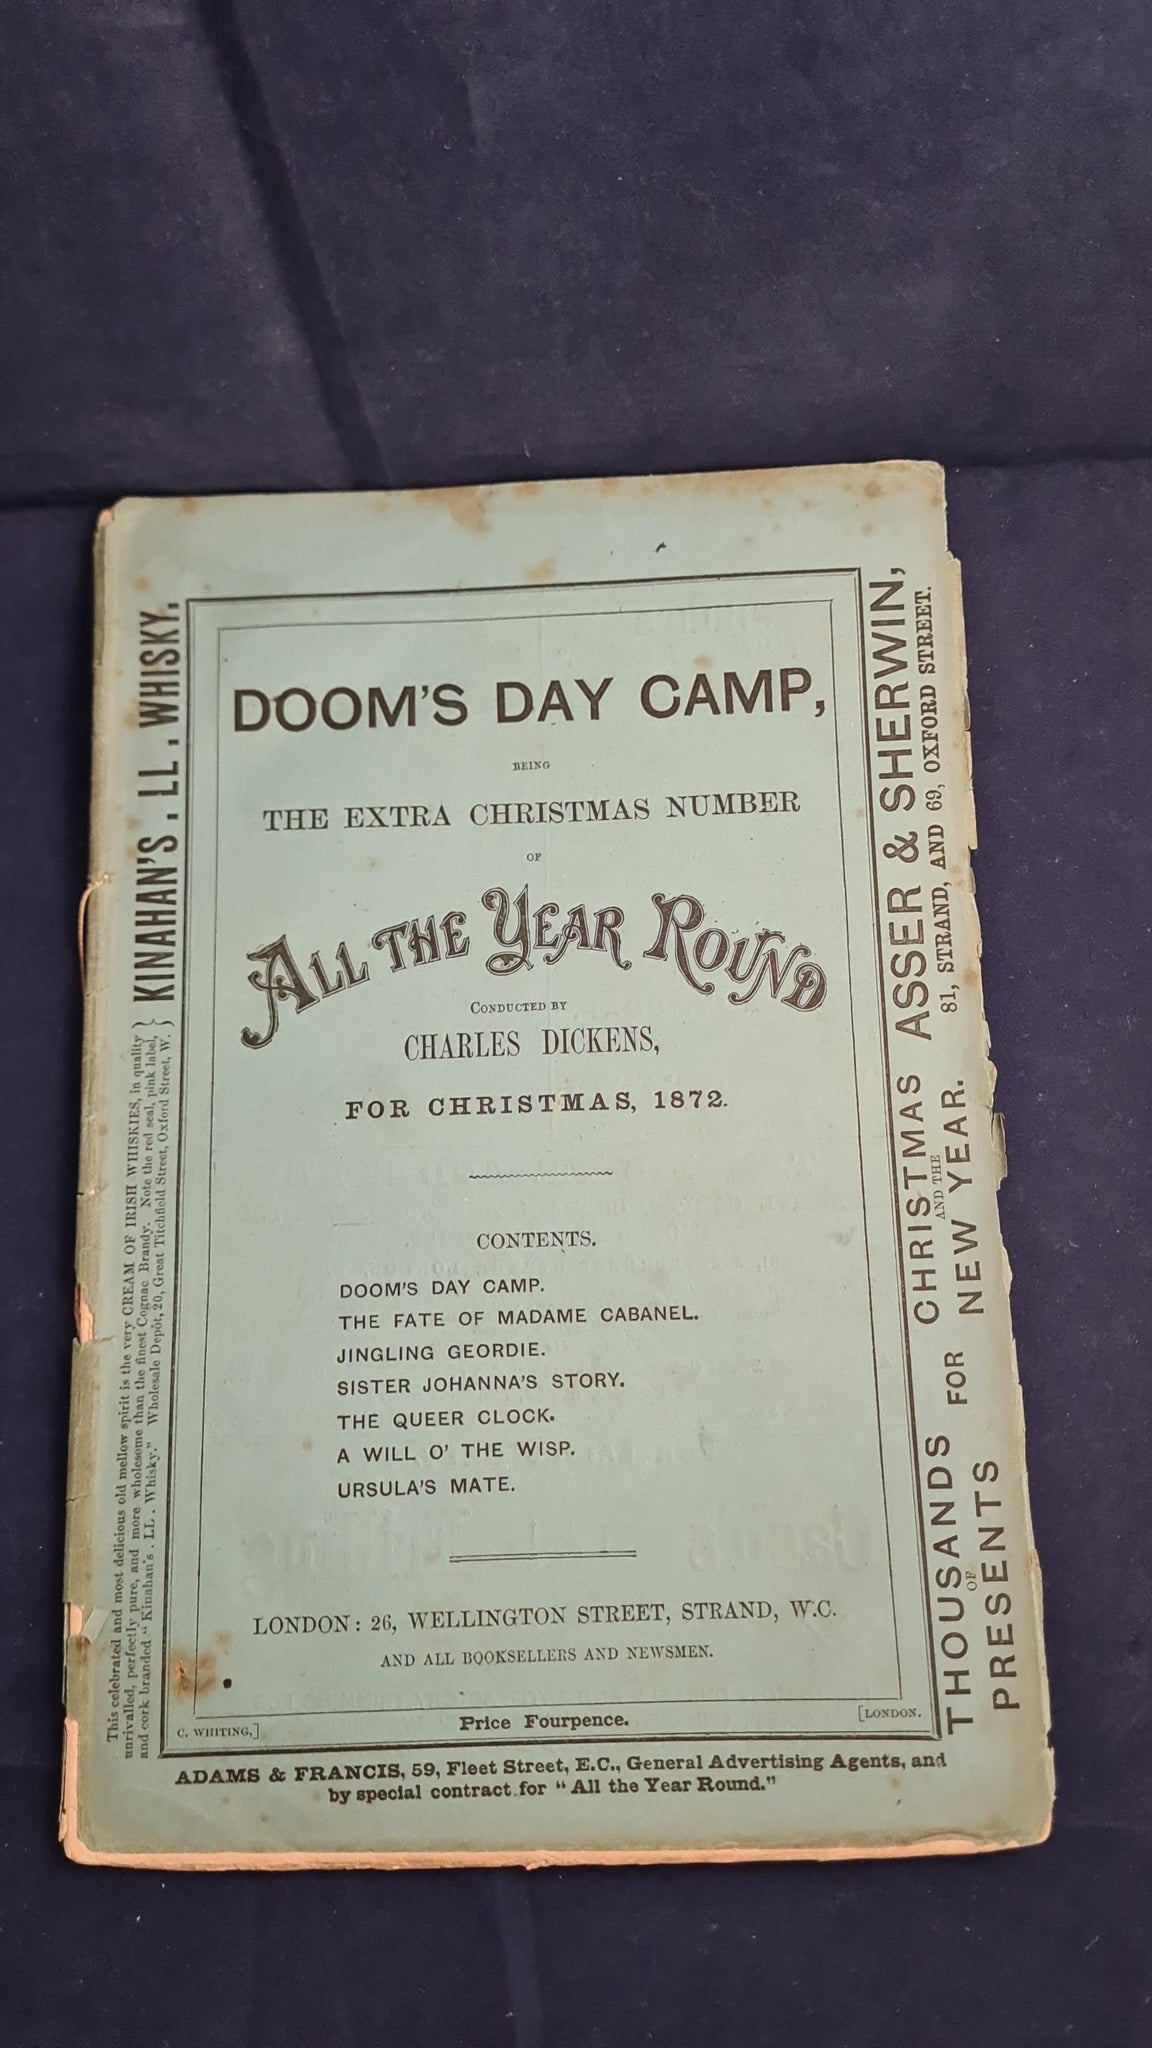 DOOM'S DAY CAMP,
BEING
THE EXTRA CHRISTMAS NUMBER
OF
ALL THE YEAR ROUND
CONDUCTED BY
CHARLES DICKENS,
FOR CHRISTMAS, 1872.
CONTENTS.
DOOM'S DAY CAMP.
THE FATE OF MADAME CABANEL.
JINGLING GEORDIE.
SISTER JOHANNA'S STORY.
THE QUEER CLOCK.
A WILL O' THE WISP.
URSULA'S MATE.
LONDON: 26, WELLINGTON STREET, STRAND, W.C.
AND ALL BOOKSELLERS AND NEWSMEN.
C. WHITING,]
Price Fourpence.
[LONDON.
ADAMS & FRANCIS, 59, Fleet Street, E.C., General Advertising Agents, and
by special contract for "All the Year Round."
This celebrated and most delicious old mellow spirit is the very CREAM OF IRISH WHISKIES, in quality
unrivalled, perfectly pure, and more wholesome than the finest Cognac Brandy. Note the red seal, pink label,
and cork branded "Kinahan's . LL . Whisky." Wholesale Depôt, 20, Great Titchfield Street, Oxford Street, W.
KINAHAN'S . LL . WHISKY.
THOUSANDS
OF
PRESENTS
FOR
CHRISTMAS
AND THE
NEW YEAR.
ASSER & SHERWIN,
81, STRAND, AND 69, OXFORD STREET.